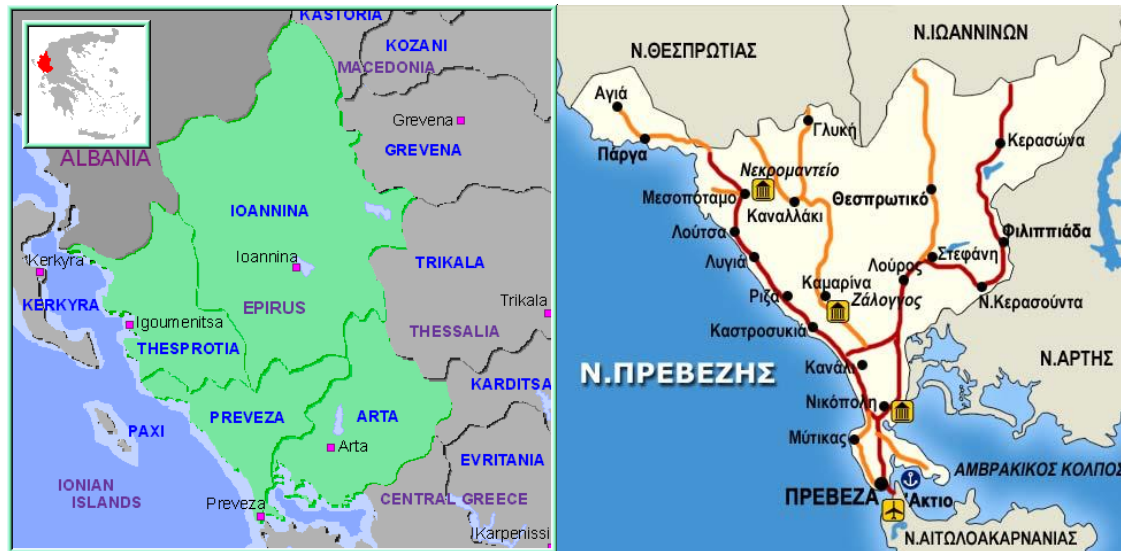 KASTORIA
KOZANI
MACEDONIA
Grevena
GREVENA
ALBANIA
IOANNINA
Ioannina
TRIKALA
Kerkyra
KERKYRA
EPIRUS
Trikala
Igoumenitsa
THESSALIA
THESPROTIA
KARDITSA
PREVEZA
ARTA
PAXI
Arta
EVRITANIA
IONIAN
ISLANDS
CENTRAL GREECE
Preveza
Karpenissi
Ν.ΘΕΣΠΡΩΤΙΑΣ
Ν.ΙΩΑΝΝΙΝΩΝ
Αγιά
Γλυκή
Κερασώνα
Πάργα
Νεκρομαντείο
Μεσοπόταμο
Καναλλάκι
Θεσπρωτικό
Φιλιππιάδα
Λούτσα
Στεφάνη
Λυγιά
Λούρος
Καμαρίνα
Ριζά
Ζάλογγος
Ν.Κερασούντα
Καστροσυκιά
Ν.ΑΡΤΗΣ
Κανάλι
Ν.ΠΡΕΒΕΖΗΣ
Νικόπολη
Μύτικας
ΑΜΒΡΑΚΙΚΟΣ ΚΟΛΠΟΣ
ΠΡΕΒΕΖΑ
Άκτιο
Ν.ΑΙΤΩΛΟΑΚΑΡΝΑΝΙΑΣ